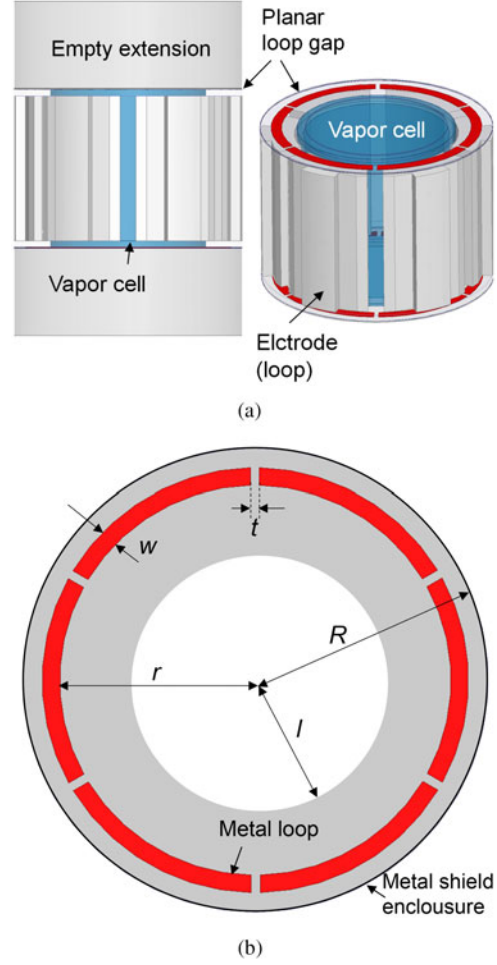 Empty extension
Planar
loop gap
Vapor cell
Vapor cell
Elctrode
(loop)
(a)
w
t
R
r
l
Metal loop
Metal shield
enclousure
(b)